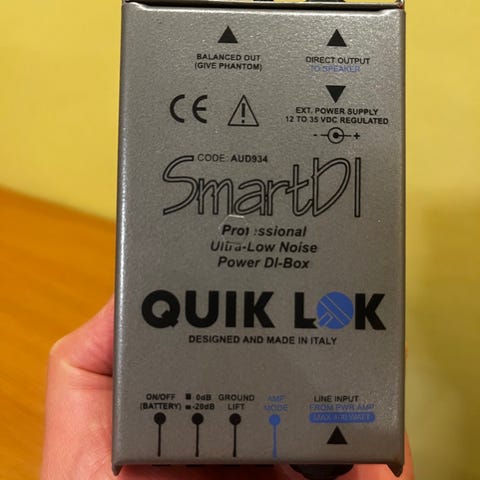 BALANCED OUT
(GIVE PHANTOM)
DIRECT OUTPUT
TO SPEAKER
EXT. POWER SUPPLY
12 TO 35 VDC REGULATED
- +
CE
CODE: AUD934
SmartDI
Professional
Ultra-Low Noise
Power DI-Box
QUIK LOK
DESIGNED AND MADE IN ITALY
ON/OFF
(BATTERY)
0dB
-20dB
GROUND
LIFT
AMP
MODE
LINE INPUT
FROM PWR AMP
MAX WATT